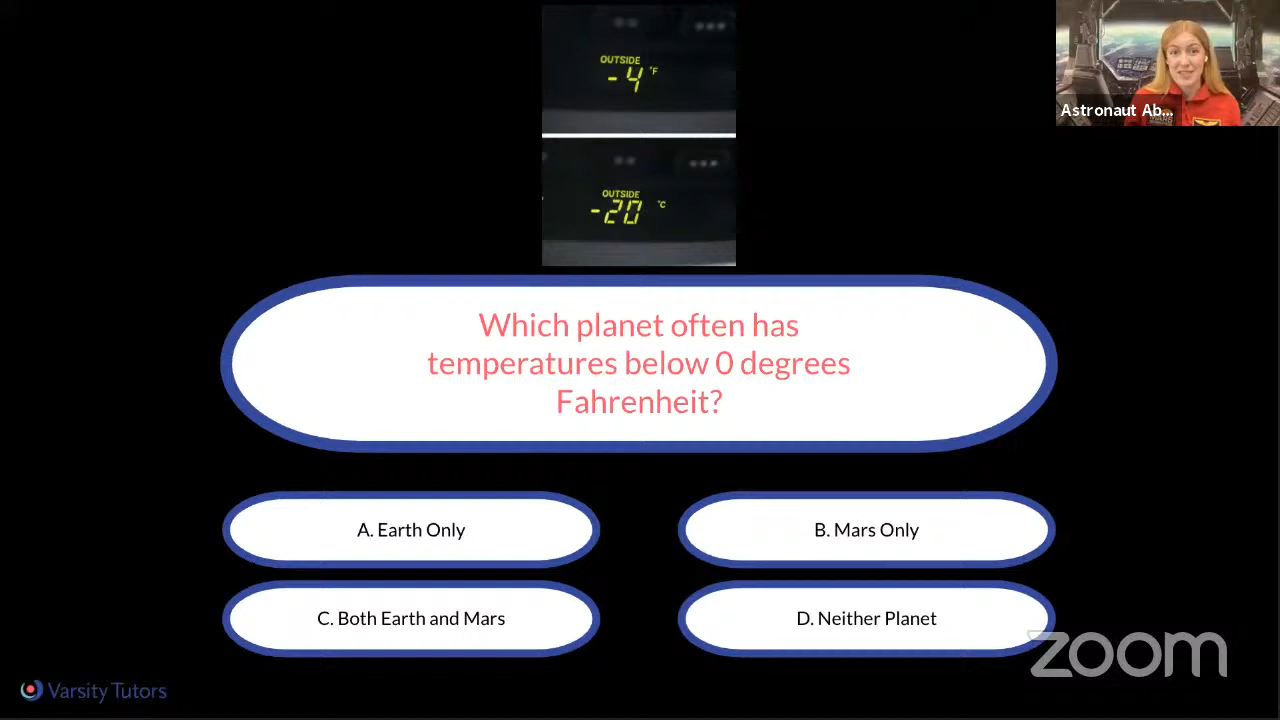 OUTSIDE
-4 °F
OUTSIDE
-20 °C
Astronaut Ab...
Which planet often has
temperatures below 0 degrees
Fahrenheit?
A. Earth Only
B. Mars Only
C. Both Earth and Mars
D. Neither Planet
zoom
Varsity Tutors